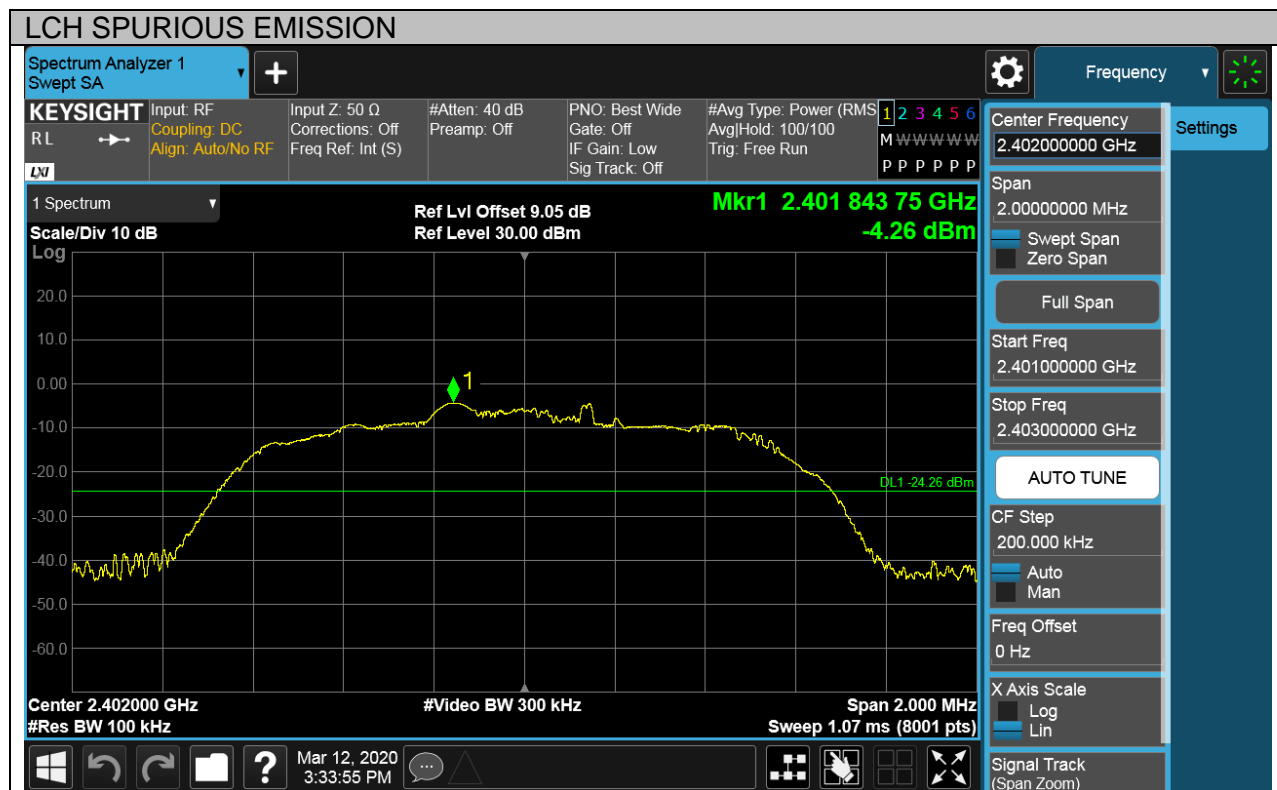 LCH SPURIOUS EMISSION
Spectrum Analyzer 1
Swept SA
+
Frequency
KEYSIGHT
RL
LXI
Input: RF
Coupling: DC
Align: Auto/No RF
Input Z: 50 Ω
Corrections: Off
Freq Ref: Int (S)
#Atten: 40 dB
Preamp: Off
PNO: Best Wide
Gate: Off
IF Gain: Low
Sig Track: Off
#Avg Type: Power (RMS
Avg|Hold: 100/100
Trig: Free Run
1 2 3 4 5 6
M W W W W W
P P P P P P
1 Spectrum
Scale/Div 10 dB
Ref Lvl Offset 9.05 dB
Ref Level 30.00 dBm
Mkr1 2.401 843 75 GHz
-4.26 dBm
Log
20.0
10.0
0.00
-10.0
-20.0
-30.0
-40.0
-50.0
-60.0
1
DL1 -24.26 dBm
Center 2.402000 GHz
#Res BW 100 kHz
#Video BW 300 kHz
Span 2.000 MHz
Sweep 1.07 ms (8001 pts)
Center Frequency
2.402000000 GHz
Settings
Span
2.00000000 MHz
Swept Span
Zero Span
Full Span
Start Freq
2.401000000 GHz
Stop Freq
2.403000000 GHz
AUTO TUNE
CF Step
200.000 kHz
Auto
Man
Freq Offset
0 Hz
X Axis Scale
Log
Lin
Signal Track
(Span Zoom)
?
Mar 12, 2020
3:33:55 PM